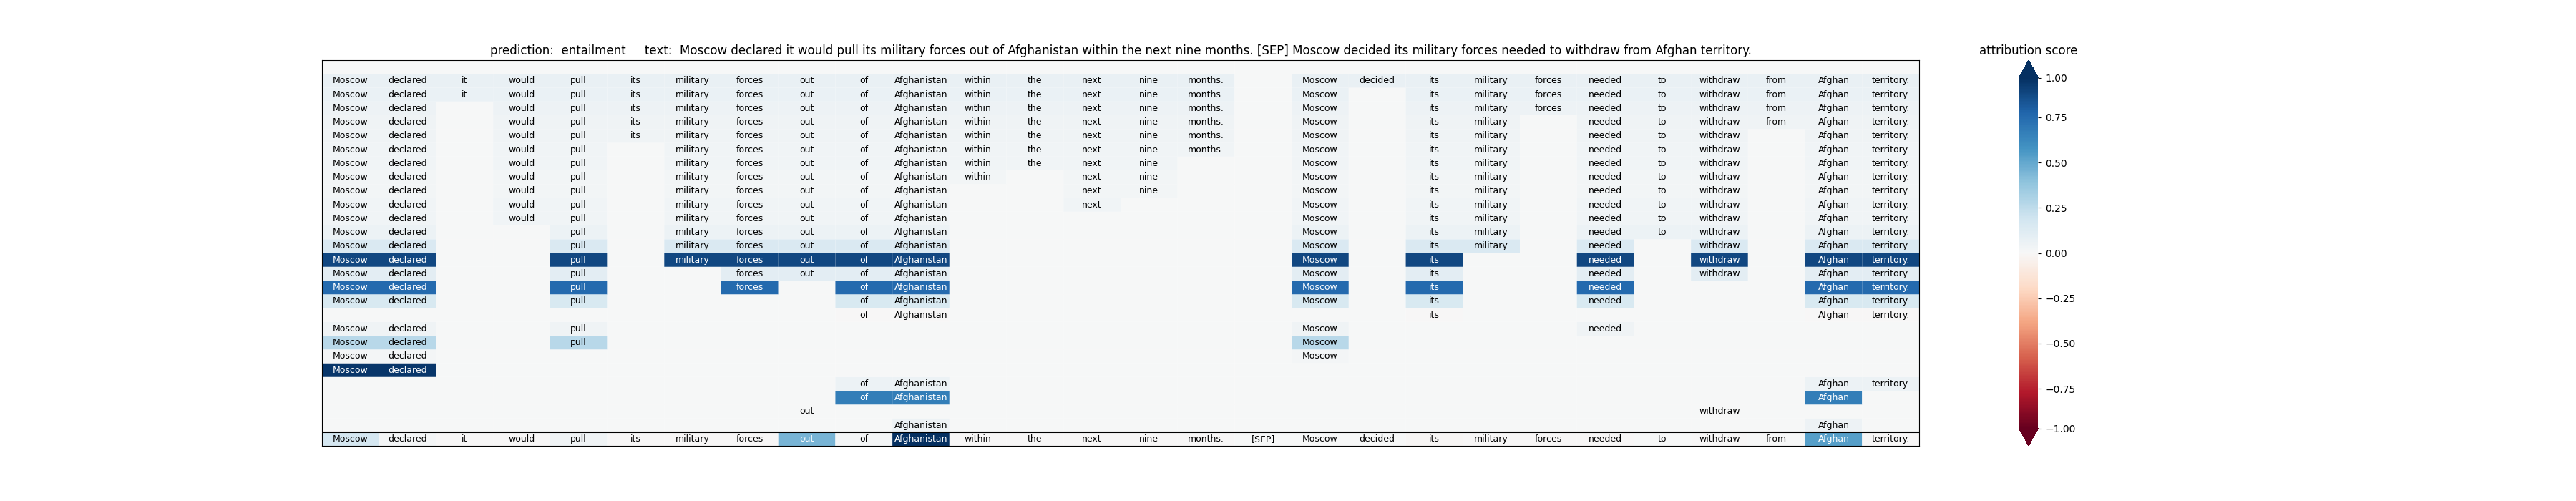 prediction: entailment text: Moscow declared it would pull its military forces out of Afghanistan within the next nine months. [SEP] Moscow decided its military forces needed to withdraw from Afghan territory.
attribution score
Moscow declared it would pull its military forces out of Afghanistan within the next nine months. Moscow decided its military forces needed to withdraw from Afghan territory.
Moscow declared it would pull its military forces out of Afghanistan within the next nine months. Moscow its military forces needed to withdraw from Afghan territory.
Moscow declared would pull its military forces out of Afghanistan within the next nine months. Moscow its military forces needed to withdraw from Afghan territory.
Moscow declared would pull its military forces out of Afghanistan within the next nine months. Moscow its military needed to withdraw from Afghan territory.
Moscow declared would pull its military forces out of Afghanistan within the next nine months. Moscow its military needed to withdraw Afghan territory.
Moscow declared would pull military forces out of Afghanistan within the next nine months. Moscow its military needed to withdraw Afghan territory.
Moscow declared would pull military forces out of Afghanistan within the next nine Moscow its military needed to withdraw Afghan territory.
Moscow declared would pull military forces out of Afghanistan within next nine Moscow its military needed to withdraw Afghan territory.
Moscow declared would pull military forces out of Afghanistan next nine Moscow its military needed to withdraw Afghan territory.
Moscow declared would pull military forces out of Afghanistan next Moscow its military needed to withdraw Afghan territory.
Moscow declared would pull military forces out of Afghanistan Moscow its military needed to withdraw Afghan territory.
Moscow declared pull military forces out of Afghanistan Moscow its military needed to withdraw Afghan territory.
Moscow declared pull military forces out of Afghanistan Moscow its military needed withdraw Afghan territory.
Moscow declared pull military forces out of Afghanistan Moscow its needed withdraw Afghan territory.
Moscow declared pull forces out of Afghanistan Moscow its needed withdraw Afghan territory.
Moscow declared pull forces of Afghanistan Moscow its needed Afghan territory.
Moscow declared pull of Afghanistan Moscow its needed Afghan territory.
of Afghanistan its Afghan territory.
Moscow declared pull Moscow needed
Moscow declared pull Moscow
Moscow declared Moscow
Moscow declared
of Afghanistan Afghan territory.
of Afghanistan Afghan
out withdraw
Afghanistan Afghan
Moscow declared it would pull its military forces out of Afghanistan within the next nine months. [SEP] Moscow decided its military forces needed to withdraw from Afghan territory.
1.00
0.75
0.50
0.25
0.00
−0.25
−0.50
−0.75
−1.00